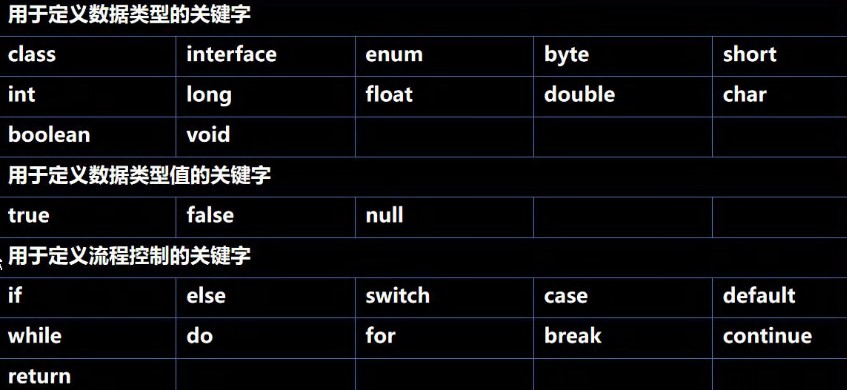 用于定义数据类型的关键字
class interface enum byte short
int long float double char
boolean void
用于定义数据类型值的关键字
true false null
用于定义流程控制的关键字
if else switch case default
while do for break continue
return